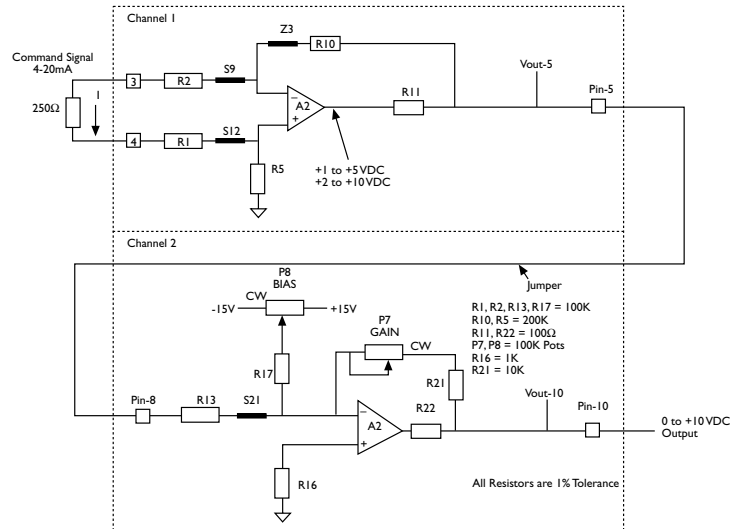 Channel 1
Command Signal
4-20mA
250Ω
I
3
R2
S9
Z3
R10
−
A2
+
R11
Vout-5
Pin-5
4
R1
S12
R5
+1 to +5VDC
+2 to +10VDC
Channel 2
Jumper
P8
BIAS
CW
-15V
+15V
R17
P7
GAIN
CW
R21
R1, R2, R13, R17 = 100K
R10, R5 = 200K
R11, R22 = 100Ω
P7, P8 = 100K Pots
R16 = 1K
R21 = 10K
Pin-8
R13
S21
−
A2
+
R22
Vout-10
Pin-10
0 to +10VDC
Output
R16
All Resistors are 1% Tolerance